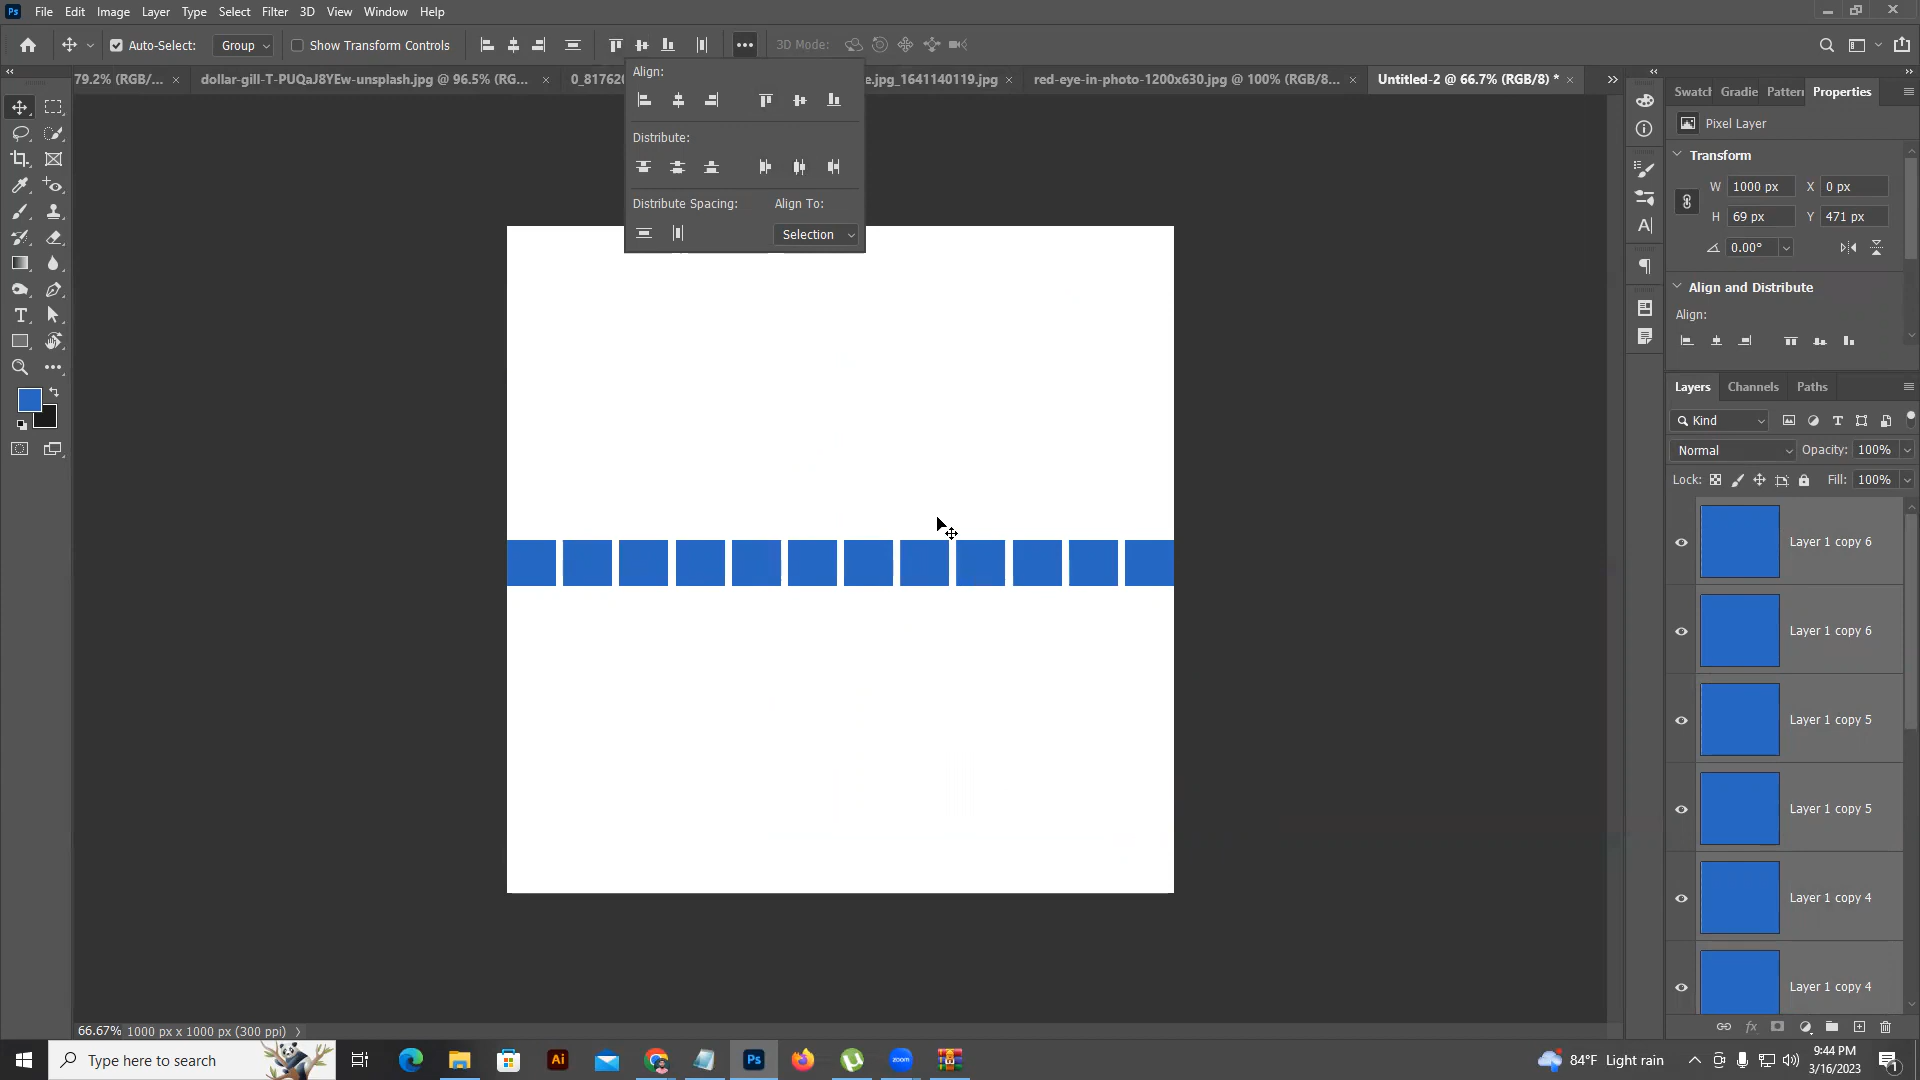 Ps File Edit Image Layer Type Select Filter 3D View Window Help
Auto-Select: Group Show Transform Controls 3D Mode:
79.2% (RGB/... × dollar-gill-T-PUQaJ8YEw-unsplash.jpg @ 96.5% (RG... × 0_81762 e.jpg_1641140119.jpg × red-eye-in-photo-1200x630.jpg @ 100% (RGB/8... × Untitled-2 @ 66.7% (RGB/8) * ×
Align:
Distribute:
Distribute Spacing: Align To:
Selection
Swatch Gradie Pattern Properties
Pixel Layer
Transform
W 1000 px X 0 px
H 69 px Y 471 px
0.00°
Align and Distribute
Align:
Layers Channels Paths
Kind
Normal Opacity: 100%
Lock: Fill: 100%
Layer 1 copy 6
Layer 1 copy 6
Layer 1 copy 5
Layer 1 copy 5
Layer 1 copy 4
Layer 1 copy 4
66.67% 1000 px x 1000 px (300 ppi)
Type here to search
Ai
Ps
zoom
84°F Light rain
9:44 PM
3/16/2023
1